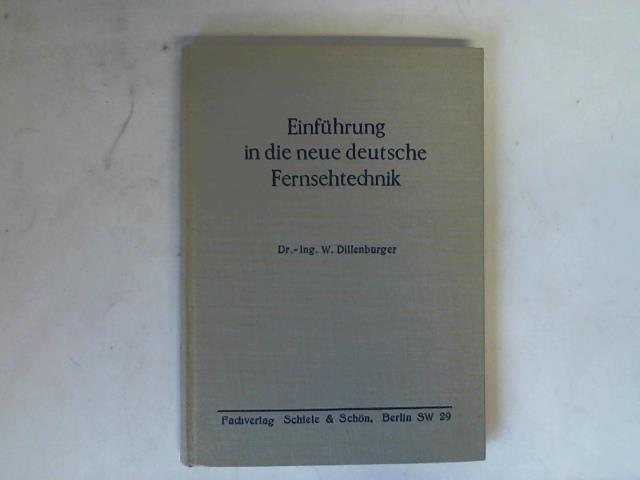 Einführung
in die neue deutsche
Fernsehtechnik
Dr.-Ing. W. Dillenburger
Fachverlag Schiele & Schön, Berlin SW 29